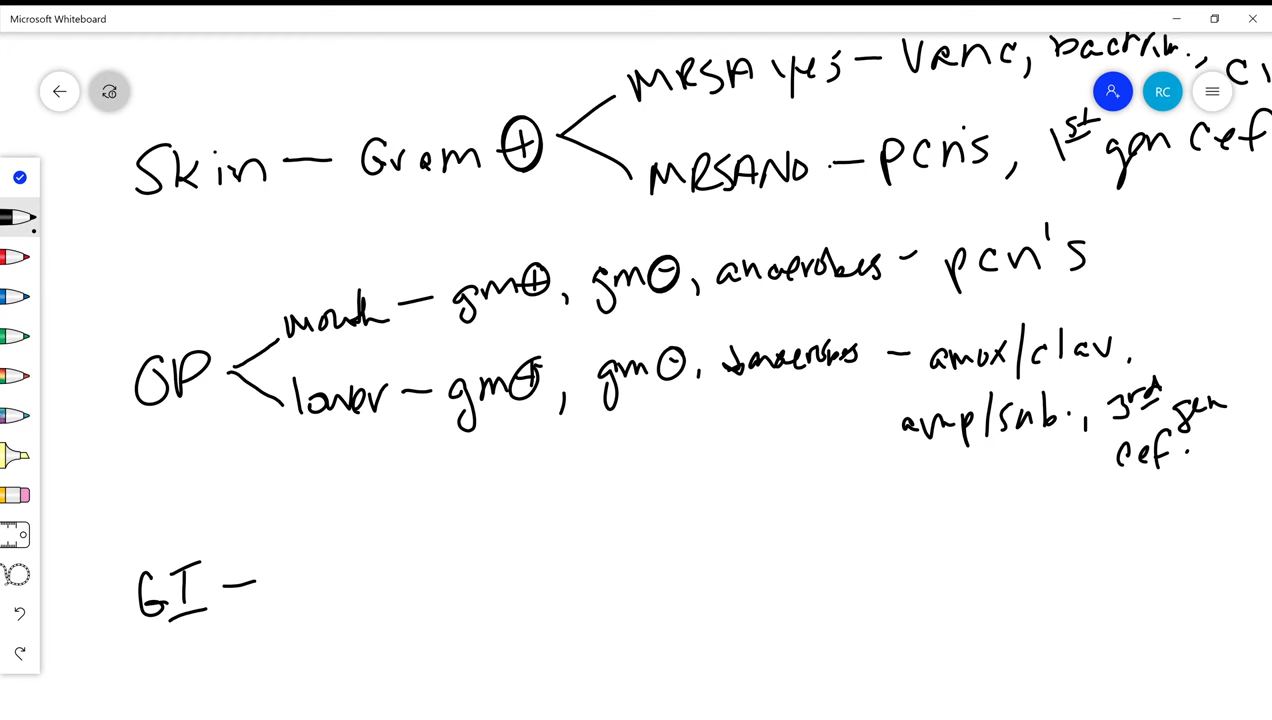 Microsoft Whiteboard
RC
MRSA yes - Vanc, bactrim.,
Skin - Gram ⊕
MRSA NO - pcn's, 1st gen cef
mouth - gm⊕, gm⊖, anaerobes - pcn's
OP
lower - gm⊕, gm⊖, anaerobes - amox/clav.
amp/sub., 3rd gen
cef.
GI -